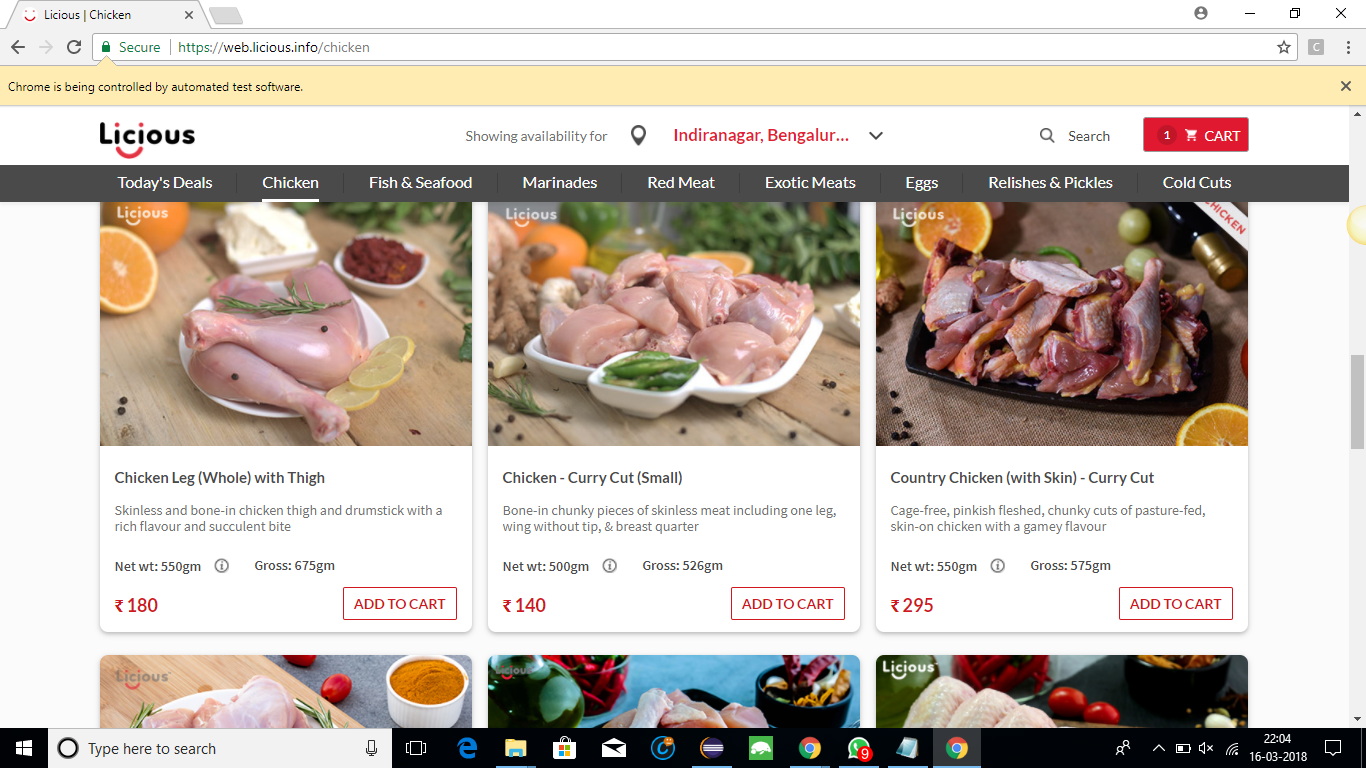 Licious | Chicken
Secure
https://web.licious.info/chicken
C
Chrome is being controlled by automated test software.
Licious
Showing availability for
Indiranagar, Bengalur...
Search
1 CART
Today's Deals
Chicken
Fish & Seafood
Marinades
Red Meat
Exotic Meats
Eggs
Relishes & Pickles
Cold Cuts
Licious
Licious
Licious
CHICKEN
Chicken Leg (Whole) with Thigh
Skinless and bone-in chicken thigh and drumstick with a
rich flavour and succulent bite
Net wt: 550gm
Gross: 675gm
₹ 180
ADD TO CART
Chicken - Curry Cut (Small)
Bone-in chunky pieces of skinless meat including one leg,
wing without tip, & breast quarter
Net wt: 500gm
Gross: 526gm
₹ 140
ADD TO CART
Country Chicken (with Skin) - Curry Cut
Cage-free, pinkish fleshed, chunky cuts of pasture-fed,
skin-on chicken with a gamey flavour
Net wt: 550gm
Gross: 575gm
₹ 295
ADD TO CART
Licious
Licious
Licious
Type here to search
9
22:04
16-03-2018